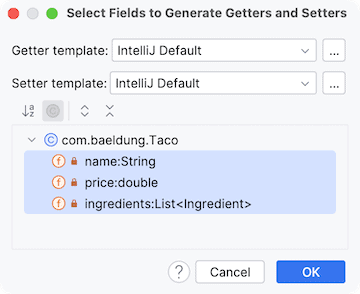 Select Fields to Generate Getters and Setters
Getter template: IntelliJ Default ...
Setter template: IntelliJ Default ...
com.baeldung.Taco
name:String
price:double
ingredients:List<Ingredient>
? Cancel OK